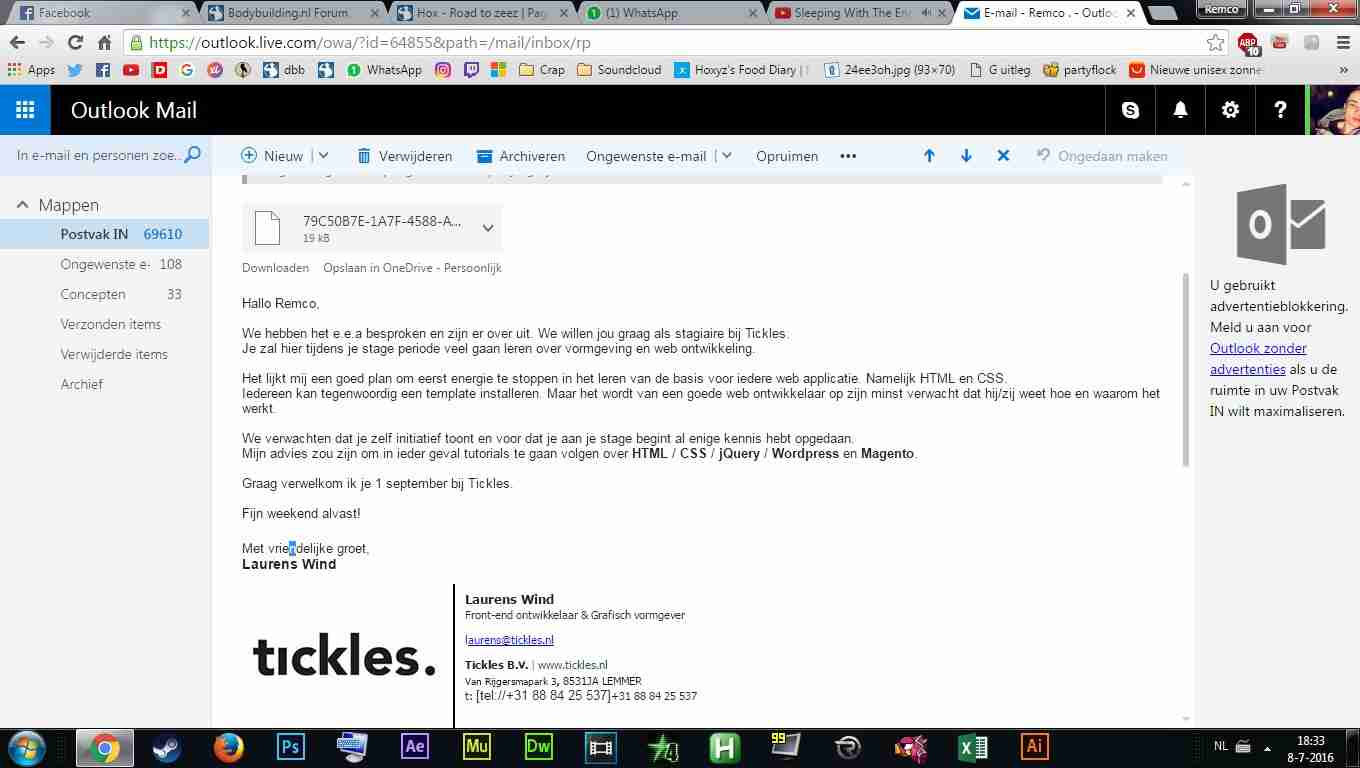 Facebook
Bodybuilding.nl Forum
Hox - Road to zeez | Pag
(1) WhatsApp
Sleeping With The En
E-mail - Remco . - Outloo
Remco
https://outlook.live.com/owa/?id=64855&path=/mail/inbox/rp
ABP
10
Apps
dbb
WhatsApp
Crap
Soundcloud
Hoxyz's Food Diary |
24ee3oh.jpg (93×70)
G uitleg
partyflock
Nieuwe unisex zonne
»
Outlook Mail
?
In e-mail en personen zoe..
Nieuw
Verwijderen
Archiveren
Ongewenste e-mail
Opruimen
•••
Ongedaan maken
Mappen
Postvak IN 69610
Ongewenste e- 108
Concepten 33
Verzonden items
Verwijderde items
Archief
79C50B7E-1A7F-4588-A...
19 kB
Downloaden Opslaan in OneDrive - Persoonlijk
Hallo Remco,
We hebben het e.e.a besproken en zijn er over uit. We willen jou graag als stagiaire bij Tickles.
Je zal hier tijdens je stage periode veel gaan leren over vormgeving en web ontwikkeling.
Het lijkt mij een goed plan om eerst energie te stoppen in het leren van de basis voor iedere web applicatie. Namelijk HTML en CSS.
Iedereen kan tegenwoordig een template installeren. Maar het wordt van een goede web ontwikkelaar op zijn minst verwacht dat hij/zij weet hoe en waarom het
werkt.
We verwachten dat je zelf initiatief toont en voor dat je aan je stage begint al enige kennis hebt opgedaan.
Mijn advies zou zijn om in ieder geval tutorials te gaan volgen over HTML / CSS / jQuery / Wordpress en Magento.
Graag verwelkom ik je 1 september bij Tickles.
Fijn weekend alvast!
Met vriendelijke groet,
Laurens Wind
tickles.
Laurens Wind
Front-end ontwikkelaar & Grafisch vormgever
laurens@tickles.nl
Tickles B.V. | www.tickles.nl
Van Rijgersmapark 3, 8531JA LEMMER
t: [tel://+31 88 84 25 537]+31 88 84 25 537
U gebruikt
advertentieblokkering.
Meld u aan voor
Outlook zonder
advertenties als u de
ruimte in uw Postvak
IN wilt maximaliseren.
Ps
Ae
Mu
Dw
H
99
Ai
NL
18:33
8-7-2016